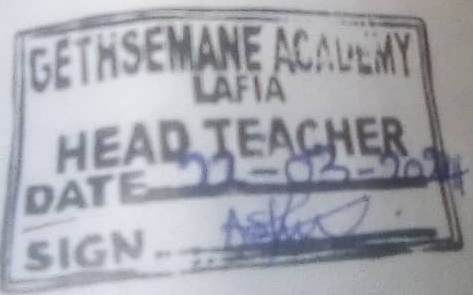 GETHSEMANE ACADEMY
LAFIA
HEAD TEACHER
DATE 22-03-2024
SIGN